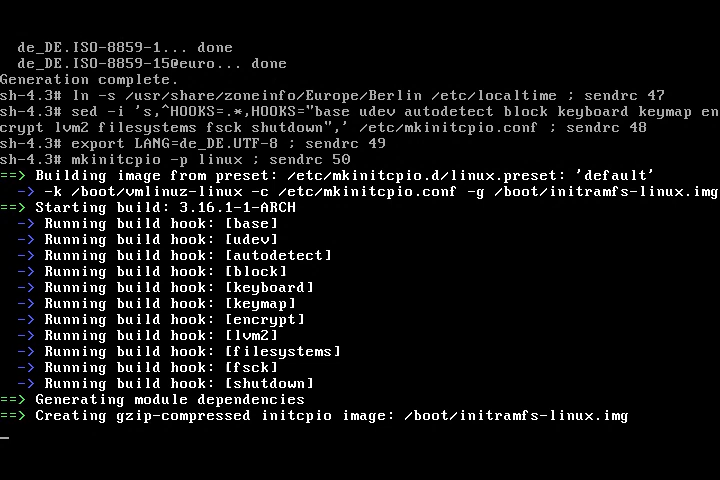 de_DE.ISO-8859-1... done
de_DE.ISO-8859-15@euro... done
Generation complete.
sh-4.3# ln -s /usr/share/zoneinfo/Europe/Berlin /etc/localtime ; sendrc 47
sh-4.3# sed -i 's,^HOOKS=.*,HOOKS="base udev autodetect block keyboard keymap en
crypt lvm2 filesystems fsck shutdown",' /etc/mkinitcpio.conf ; sendrc 48
sh-4.3# export LANG=de_DE.UTF-8 ; sendrc 49
sh-4.3# mkinitcpio -p linux ; sendrc 50
==> Building image from preset: /etc/mkinitcpio.d/linux.preset: 'default'
-> -k /boot/vmlinuz-linux -c /etc/mkinitcpio.conf -g /boot/initramfs-linux.img
==> Starting build: 3.16.1-1-ARCH
-> Running build hook: [base]
-> Running build hook: [udev]
-> Running build hook: [autodetect]
-> Running build hook: [block]
-> Running build hook: [keyboard]
-> Running build hook: [keymap]
-> Running build hook: [encrypt]
-> Running build hook: [lvm2]
-> Running build hook: [filesystems]
-> Running build hook: [fsck]
-> Running build hook: [shutdown]
==> Generating module dependencies
==> Creating gzip-compressed initcpio image: /boot/initramfs-linux.img
_